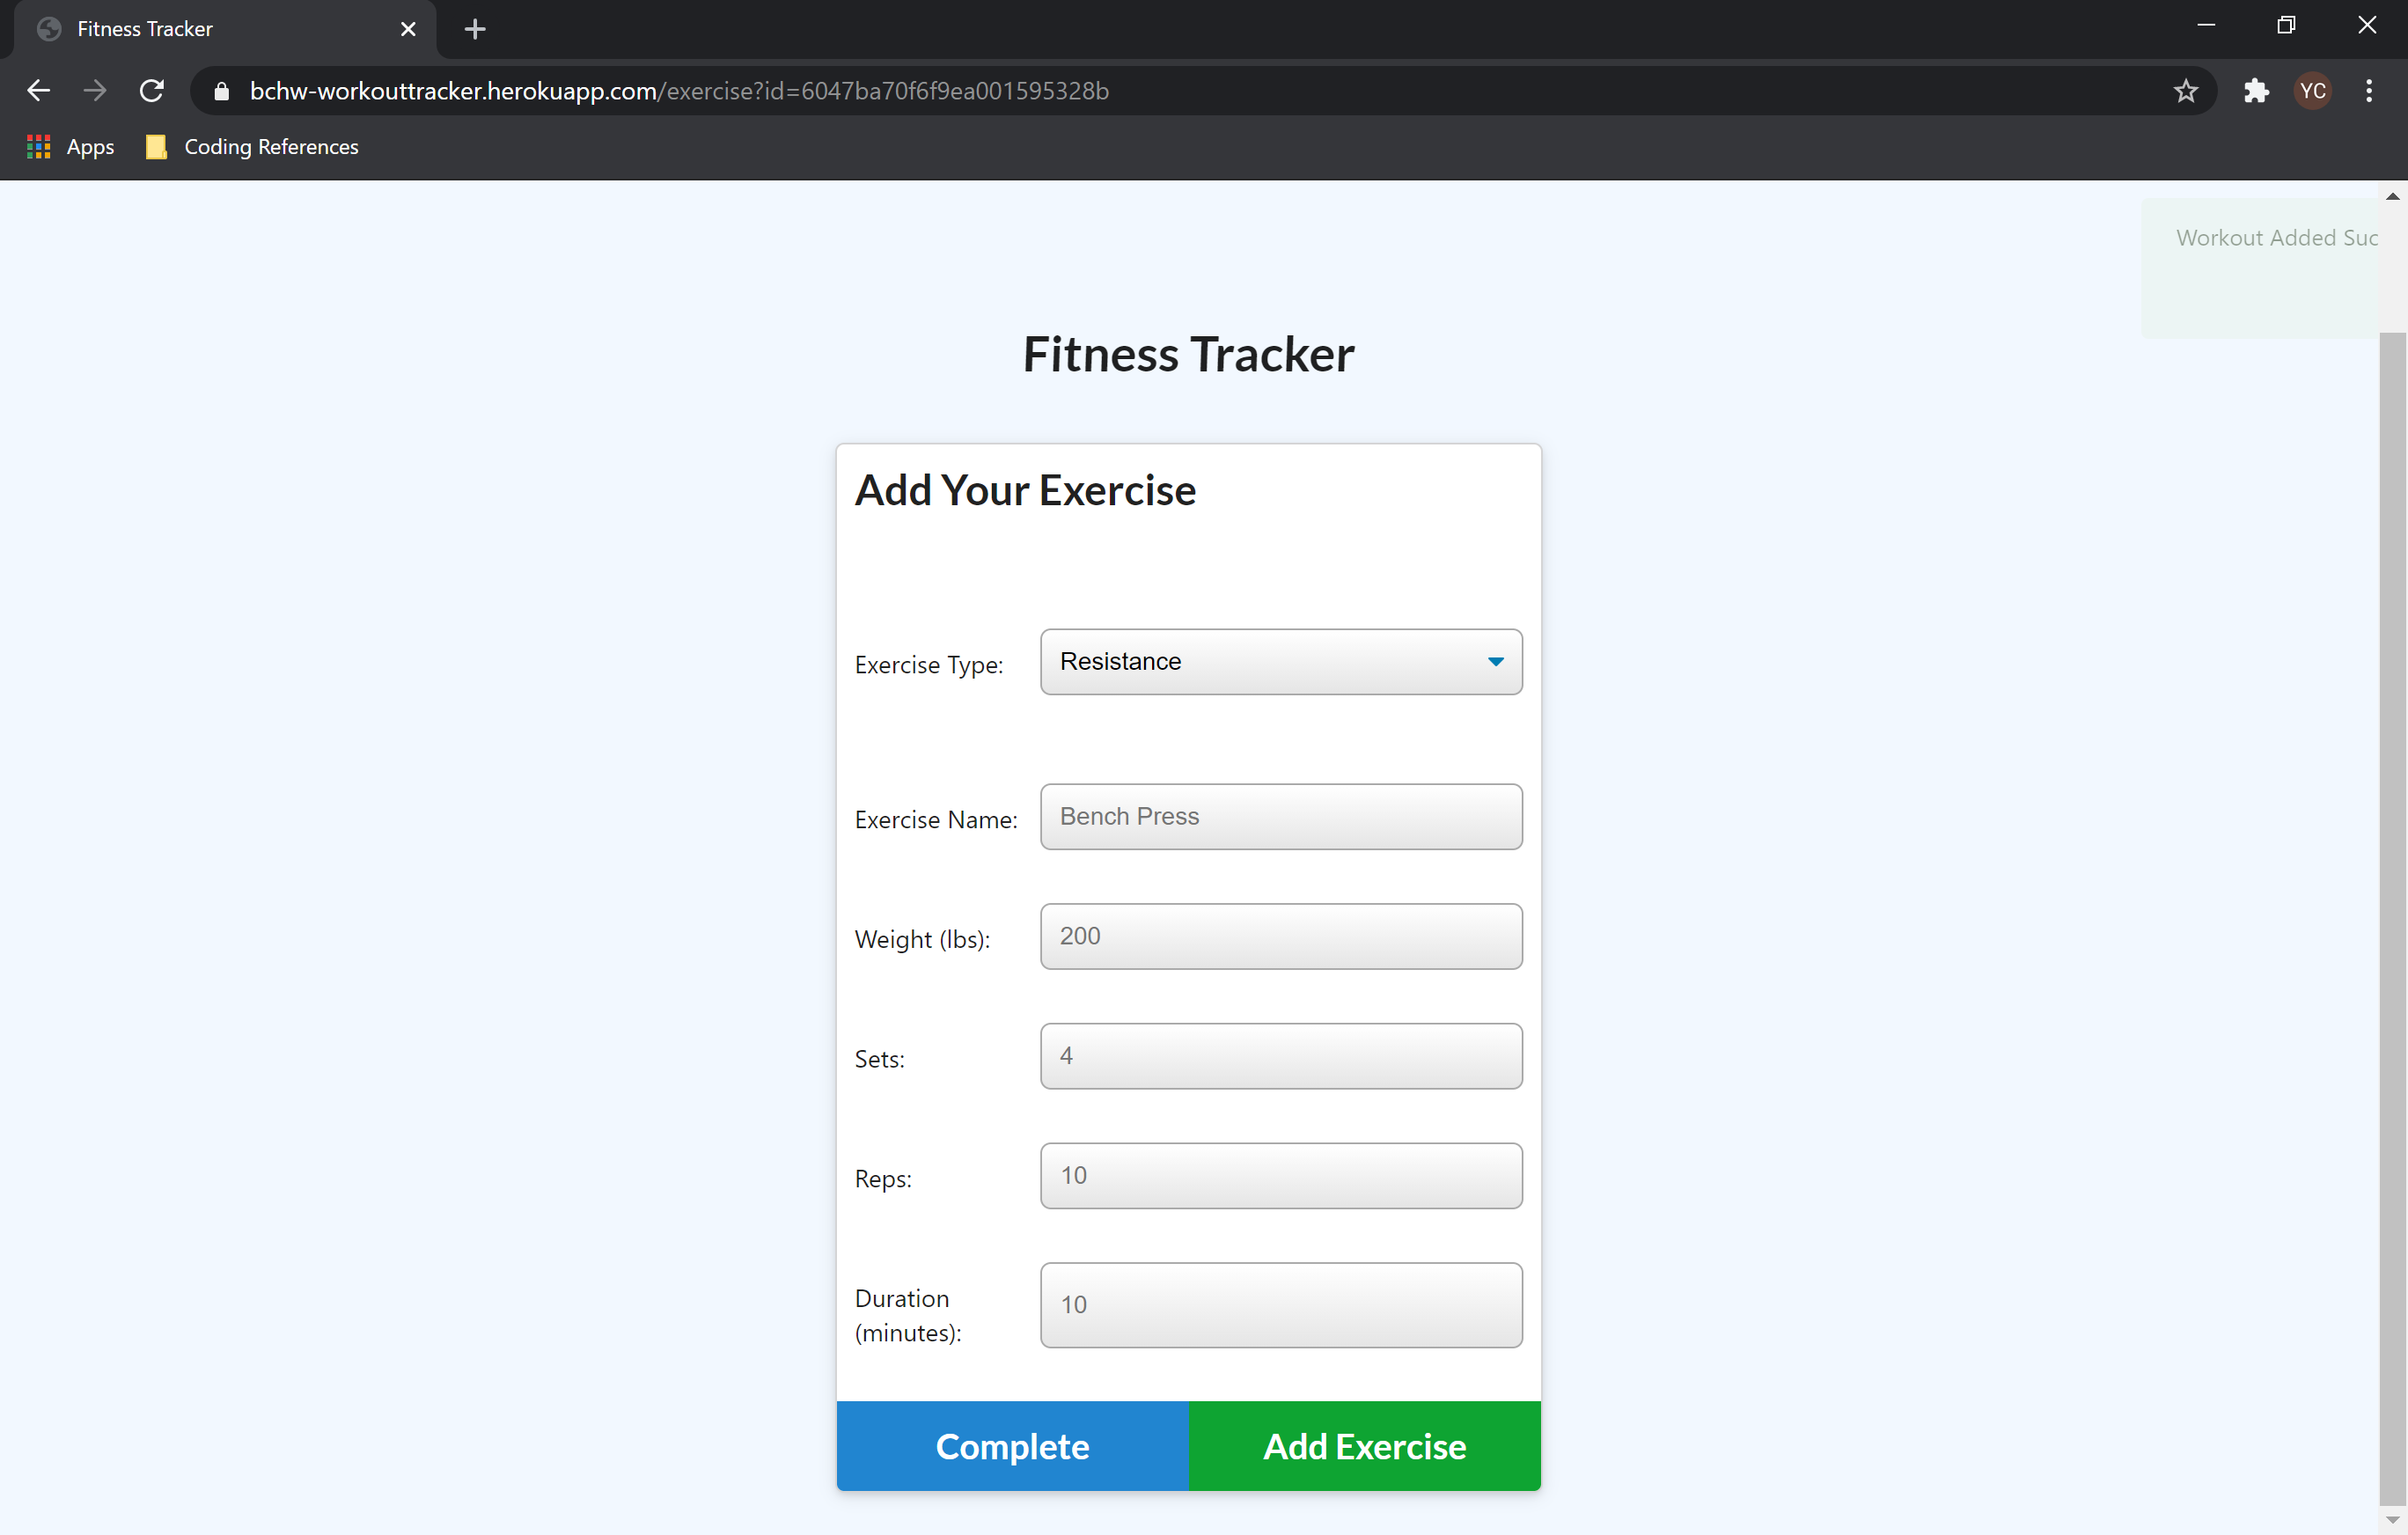 Fitness Tracker
bchw-workouttracker.herokuapp.com/exercise?id=6047ba70f6f9ea001595328b
YC
Apps
Coding References
Workout Added Suc
Fitness Tracker
Add Your Exercise
Exercise Type:
Resistance
Exercise Name:
Bench Press
Weight (lbs):
200
Sets:
4
Reps:
10
Duration
(minutes):
10
Complete
Add Exercise